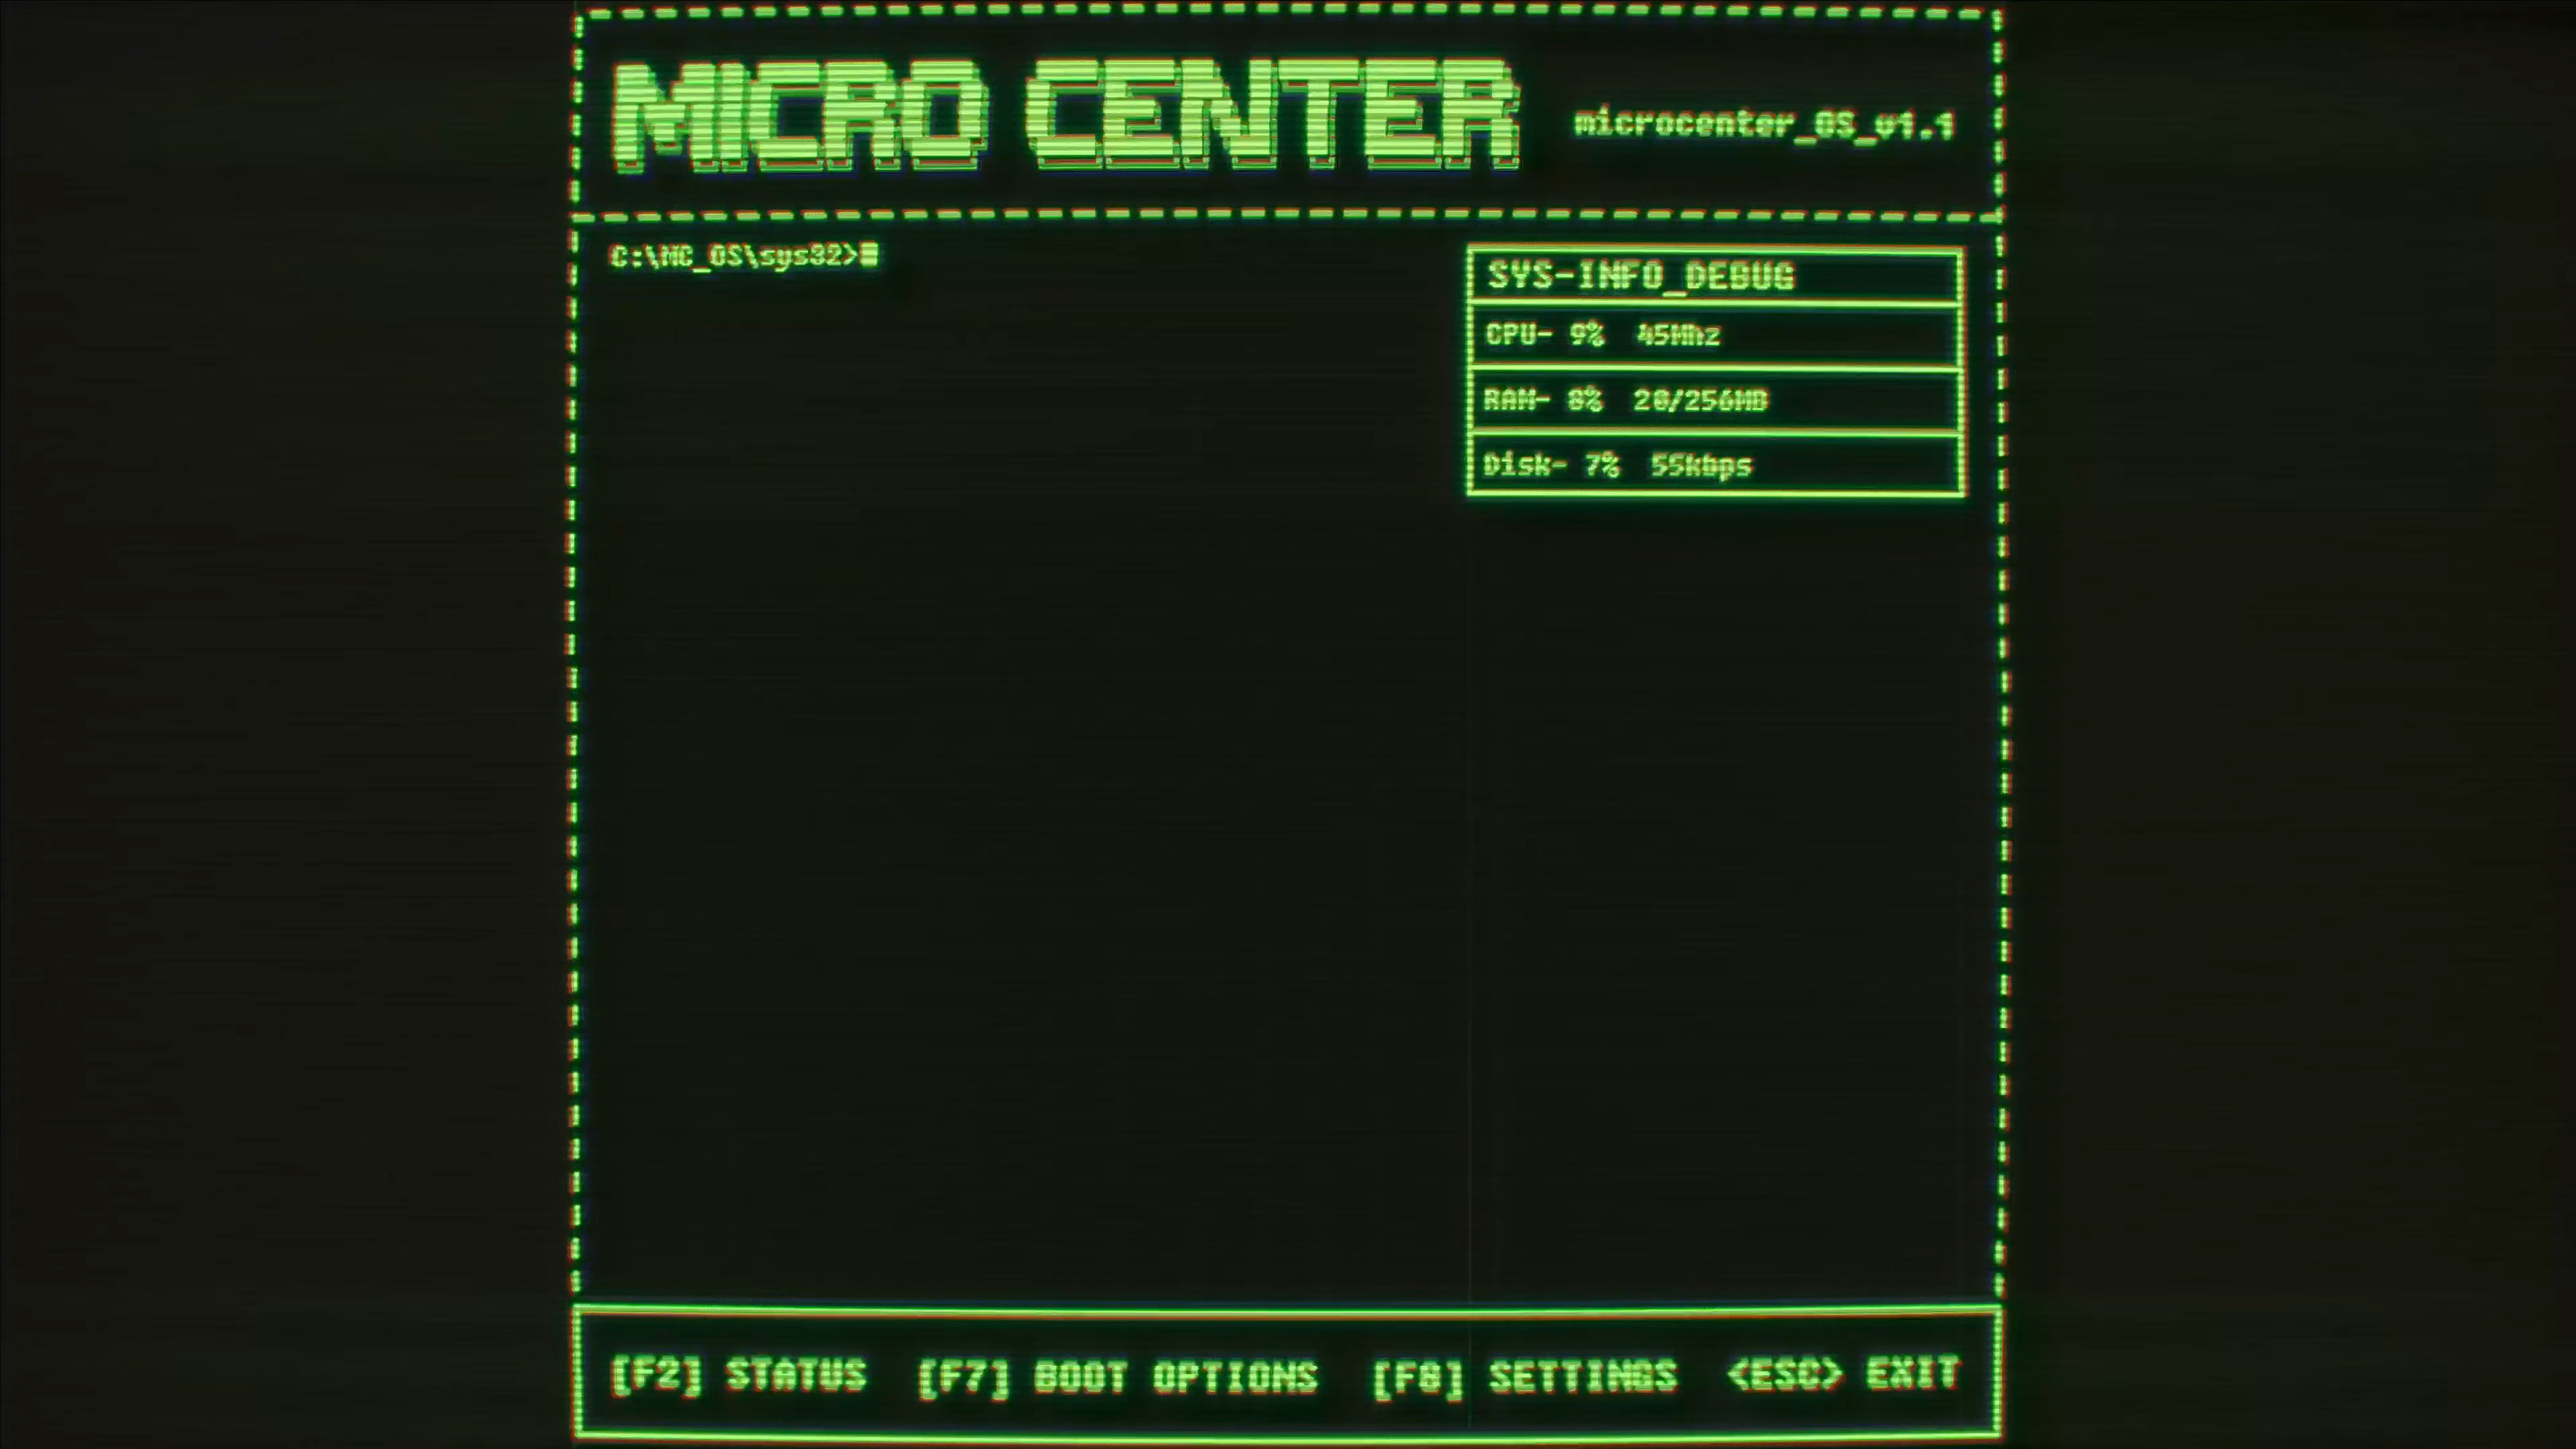 MICRO CENTER
microcenter_OS_v1.1
C:\MC_OS\sys32>
SYS-INFO_DEBUG
CPU- 9% 45Mhz
RAM- 8% 20/256MB
Disk- 7% 55kbps
[F2] STATUS [F7] BOOT OPTIONS [F8] SETTINGS <ESC> EXIT